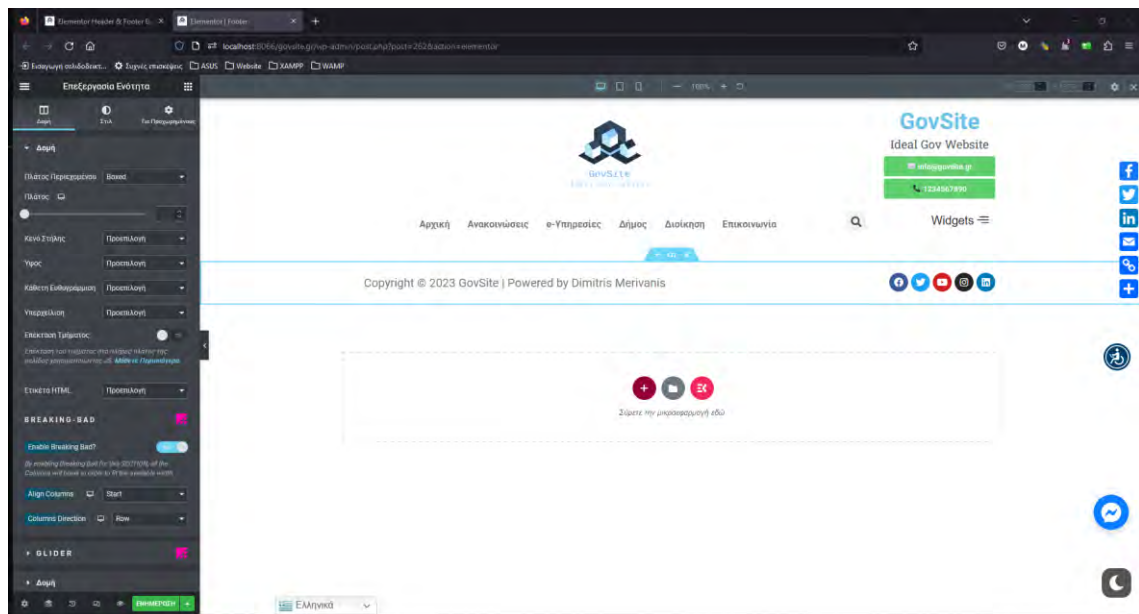 Elementor Header & Footer B
Elementor | Footer
localhost:8066/govsite.gr/wp-admin/post.php?post=262&action=elementor
Εισαγωγή σελιδοδεικτ...
Συχνές επισκέψεις
ASUS
Website
XAMPP
WAMP
Επεξεργασία Ενότητα
100%
Δομή
Στυλ
Για Προχωρημένους
Δομή
Πλάτος Περιεχομένου
Boxed
Πλάτος
Κενό Στήλης
Προεπιλογή
Ύψος
Προεπιλογή
Κάθετη Ευθυγράμμιση
Προεπιλογή
Υπερχείλιση
Προεπιλογή
Επέκταση Τμήματος
Ετικέτα HTML
Προεπιλογή
BREAKING-BAD
Enable Breaking Bad?
Align Columns
Start
Columns Direction
Row
GLIDER
Δομή
ΕΝΗΜΕΡΩΣΗ
GovSite
GovSite
Ideal Gov Website
info@govsite.gr
1234567890
Αρχική
Ανακοινώσεις
e-Υπηρεσίες
Δήμος
Διοίκηση
Επικοινωνία
Widgets
Copyright © 2023 GovSite | Powered by Dimitris Merivanis
Σύρετε την μικροεφαρμογή εδώ
Ελληνικά